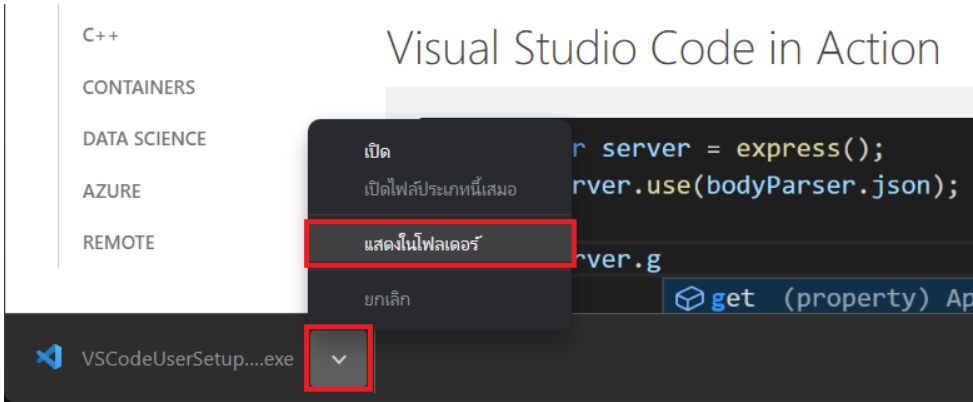 C++
CONTAINERS
DATA SCIENCE
AZURE
REMOTE
Visual Studio Code in Action
r server = express();
rver.use(bodyParser.json);
rver.g
get (property) Ap
เปิด
เปิดไฟล์ประเภทนี้เสมอ
แสดงในโฟลเดอร์
ยกเลิก
VSCodeUserSetup....exe